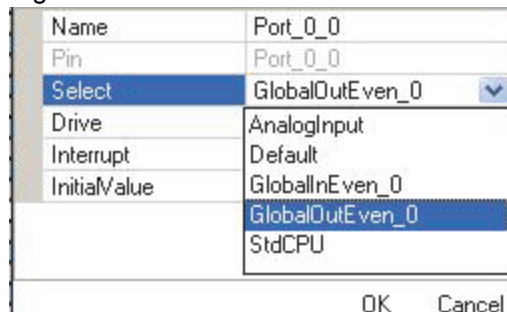 Name Port_0_0
Pin Port_0_0
Select GlobalOutEven_0
Drive AnalogInput
Interrupt Default
InitialValue GlobalInEven_0
GlobalOutEven_0
StdCPU
OK Cancel